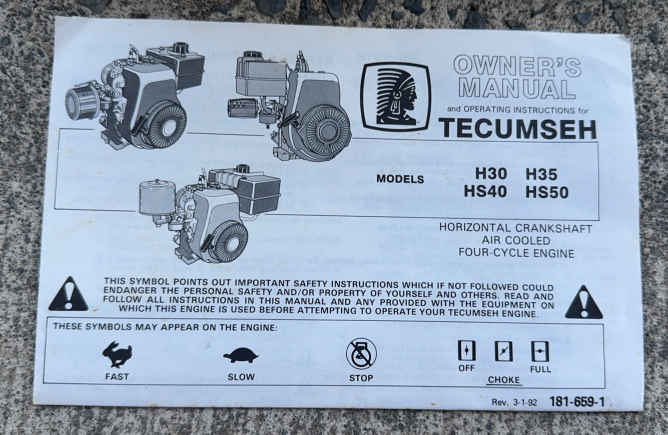 OWNER'S
MANUAL
and OPERATING INSTRUCTIONS for
TECUMSEH
MODELS H30 H35
HS40 HS50
HORIZONTAL CRANKSHAFT
AIR COOLED
FOUR-CYCLE ENGINE
THIS SYMBOL POINTS OUT IMPORTANT SAFETY INSTRUCTIONS WHICH IF NOT FOLLOWED COULD
ENDANGER THE PERSONAL SAFETY AND/OR PROPERTY OF YOURSELF AND OTHERS. READ AND
FOLLOW ALL INSTRUCTIONS IN THIS MANUAL AND ANY PROVIDED WITH THE EQUIPMENT ON
WHICH THIS ENGINE IS USED BEFORE ATTEMPTING TO OPERATE YOUR TECUMSEH ENGINE.
THESE SYMBOLS MAY APPEAR ON THE ENGINE:
FAST SLOW STOP OFF FULL
CHOKE
Rev. 3-1-92 181-659-1